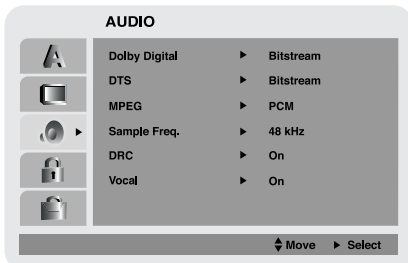 AUDIO
A
Dolby Digital ► Bitstream
DTS ► Bitstream
MPEG ► PCM
Sample Freq. ► 48 kHz
DRC ► On
Vocal ► On
Move ► Select